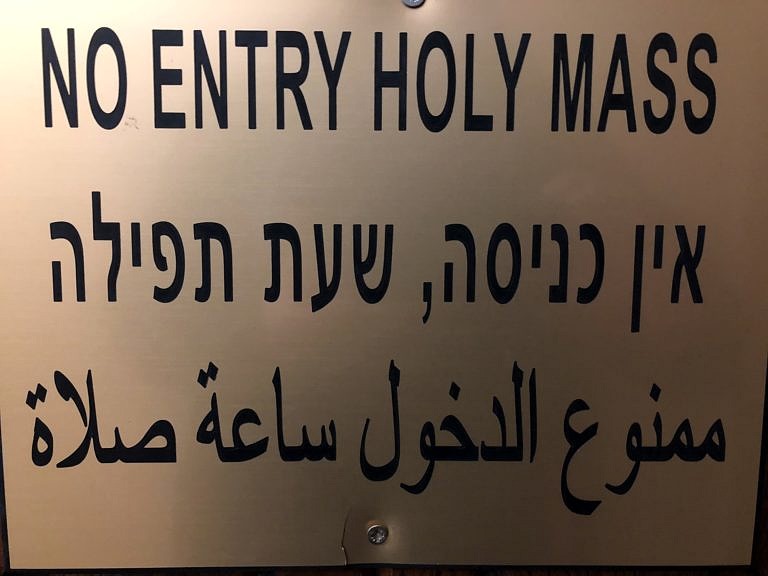 NO ENTRY HOLY MASS
אין כניסה, שעת תפילה
ممنوع الدخول ساعة صلاة